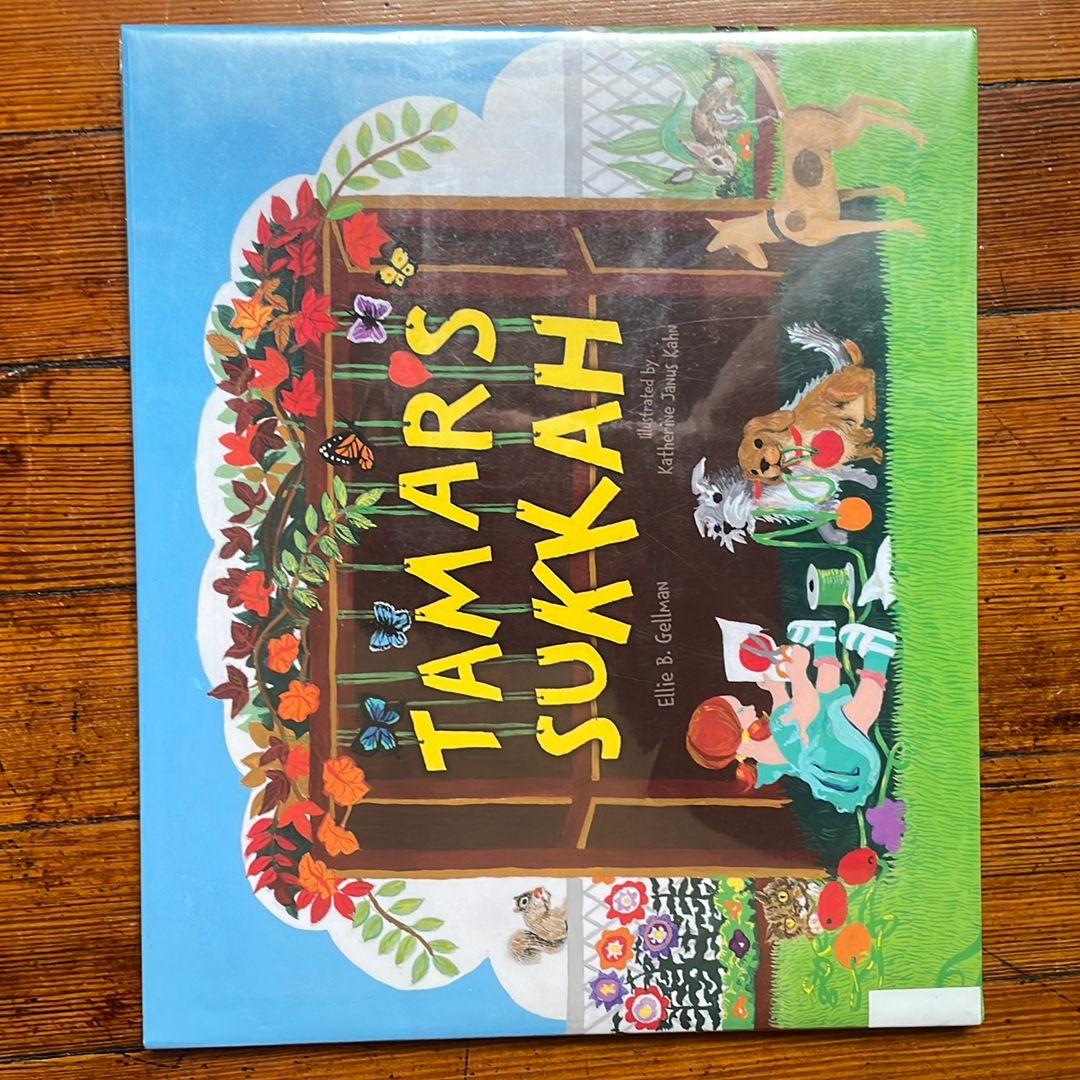 TAMAR'S
SUKKAH
Ellie B. Gellman
Illustrated by
Katherine Janus Kahn